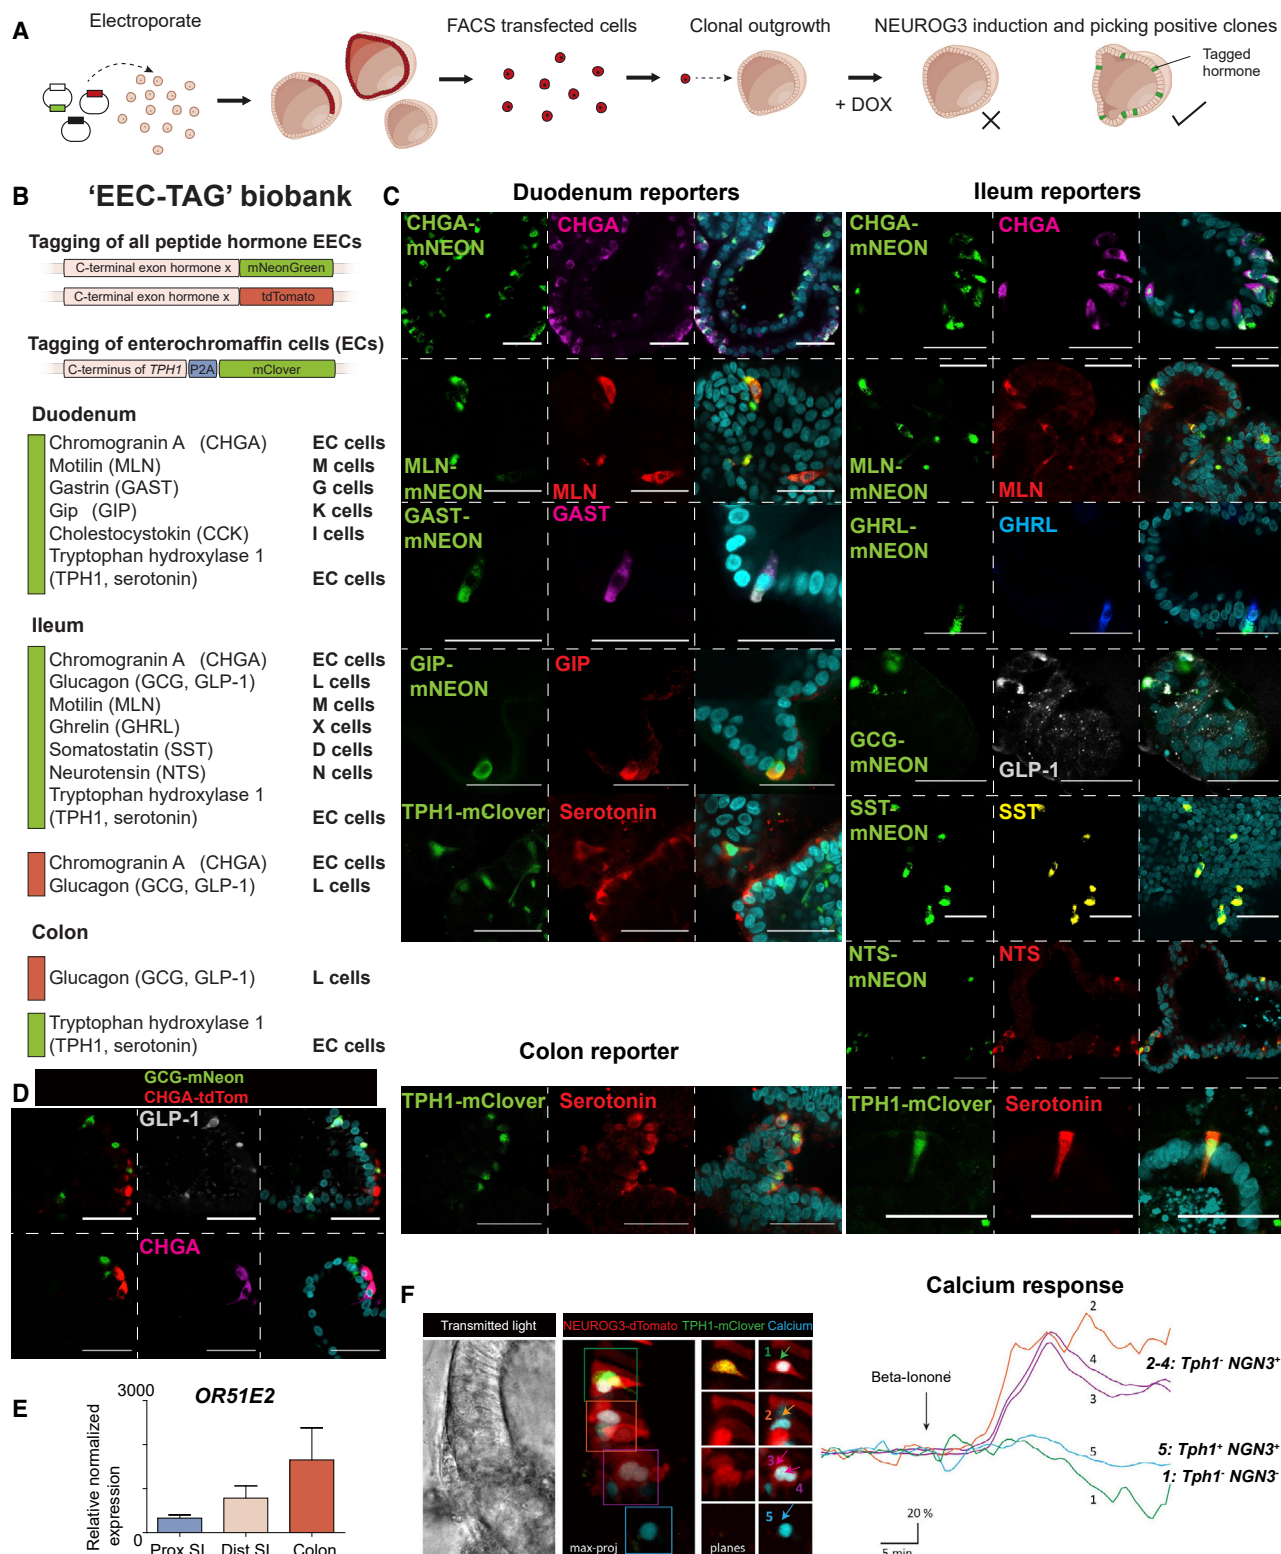 A
Electroporate
FACS transfected cells
Clonal outgrowth
NEUROG3 induction and picking positive clones
Tagged
hormone
+ DOX
B
‘EEC-TAG’ biobank
Tagging of all peptide hormone EECs
C-terminal exon hormone x
mNeonGreen
C-terminal exon hormone x
tdTomato
Tagging of enterochromaffin cells (ECs)
C-terminus of TPH1
P2A
mClover
Duodenum
Chromogranin A (CHGA) EC cells
Motilin (MLN) M cells
Gastrin (GAST) G cells
Gip (GIP) K cells
Cholestocystokin (CCK) I cells
Tryptophan hydroxylase 1
(TPH1, serotonin) EC cells
Ileum
Chromogranin A (CHGA) EC cells
Glucagon (GCG, GLP-1) L cells
Motilin (MLN) M cells
Ghrelin (GHRL) X cells
Somatostatin (SST) D cells
Neurotensin (NTS) N cells
Tryptophan hydroxylase 1
(TPH1, serotonin) EC cells
Chromogranin A (CHGA) EC cells
Glucagon (GCG, GLP-1) L cells
Colon
Glucagon (GCG, GLP-1) L cells
Tryptophan hydroxylase 1
(TPH1, serotonin) EC cells
C
Duodenum reporters
CHGA-
mNEON
CHGA
MLN-
mNEON
MLN
GAST-
mNEON
GAST
GIP-
mNEON
GIP
TPH1-mClover
Serotonin
Colon reporter
TPH1-mClover
Serotonin
Ileum reporters
CHGA-
mNEON
CHGA
MLN-
mNEON
MLN
GHRL-
mNEON
GHRL
GCG-
mNEON
GLP-1
SST-
mNEON
SST
NTS-
mNEON
NTS
TPH1-mClover
Serotonin
D
GCG-mNeon
CHGA-tdTom
GLP-1
CHGA
E
OR51E2
Relative normalized
expression
3000
0
Prox SI
Dist SI
Colon
F
Transmitted light
NEUROG3-dTomato TPH1-mClover Calcium
1
2
3
4
5
max-proj
planes
Calcium response
Beta-Ionone
2
4
3
5
1
2-4: Tph1- NGN3+
5: Tph1+ NGN3+
1: Tph1- NGN3-
20 %
5 min